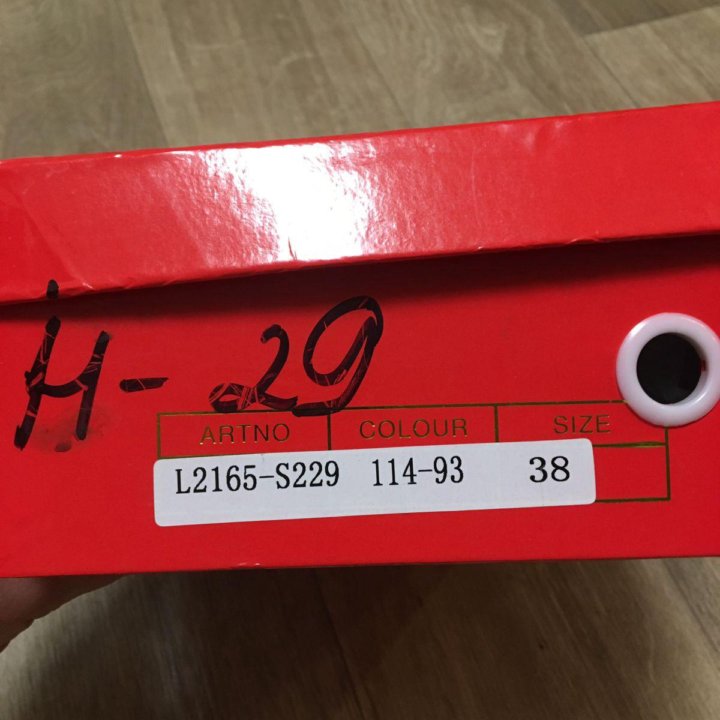 H-29
ARTNO COLOUR SIZE
L2165-S229 114-93 38